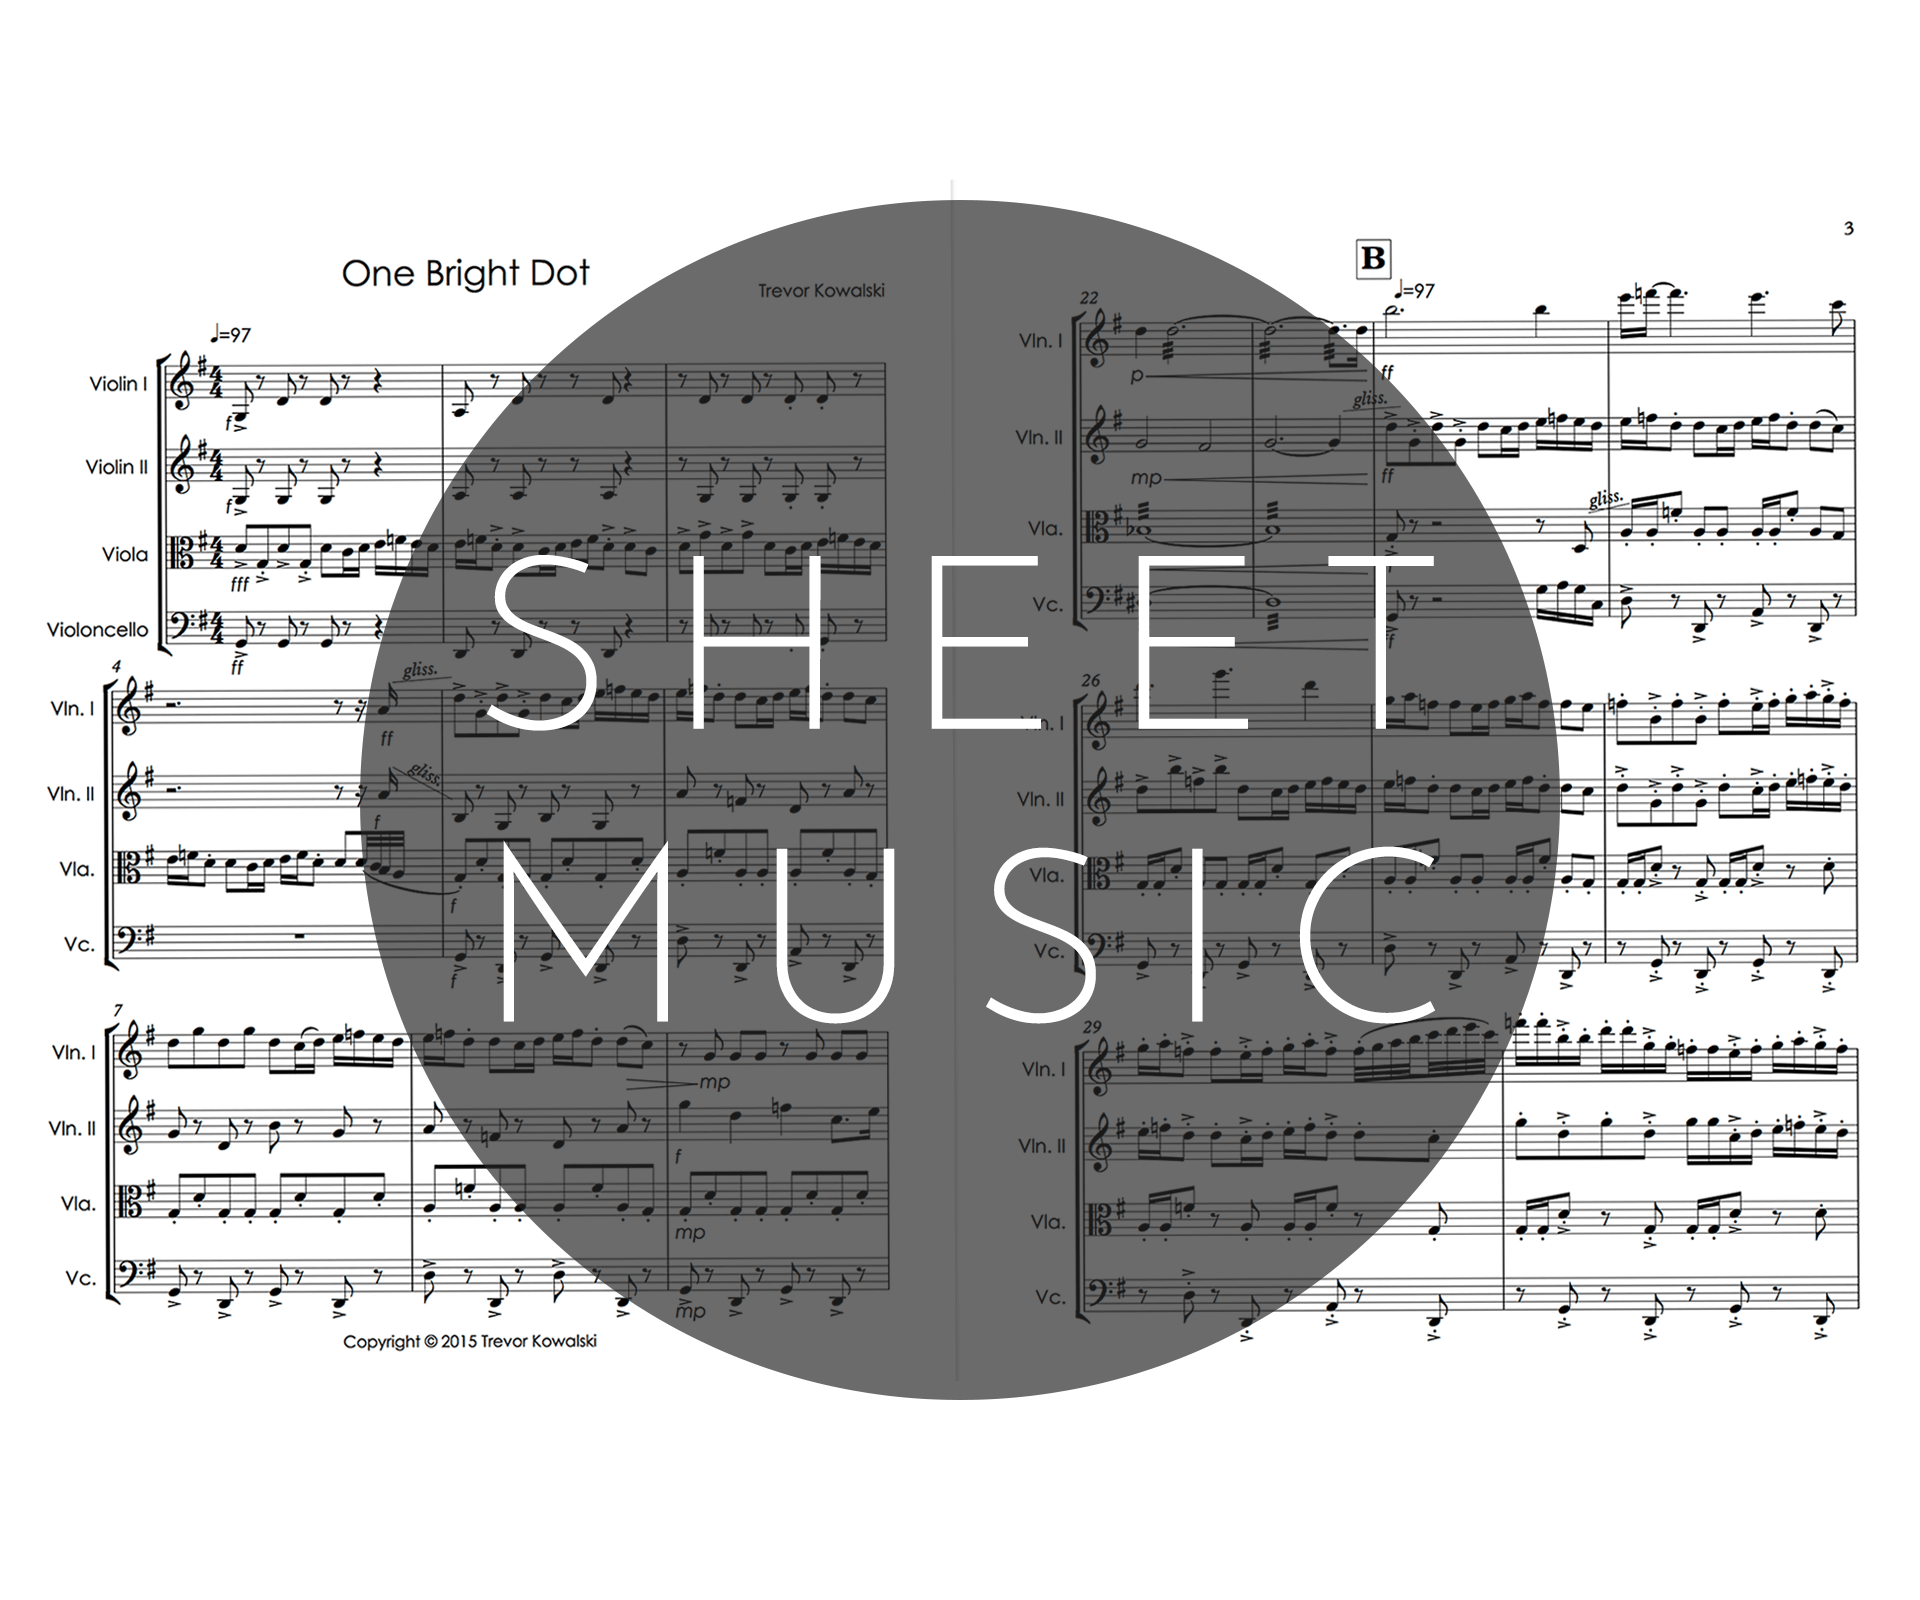 One Bright Dot
Trevor Kowalski
♩=97
Violin I
f
Violin II
f
Viola
fff
Violoncello
ff
4
Vln. I
gliss.
ff
Vln. II
gliss.
f
Vla.
f
Vc.
f
7
Vln. I
mp
Vln. II
f
Vla.
mp
Vc.
mp
Copyright © 2015 Trevor Kowalski
3
B
♩=97
22
Vln. I
p
ff
gliss.
Vln. II
mp
ff
gliss.
Vla.
Vc.
ff
26
Vln. I
Vln. II
Vla.
Vc.
29
Vln. I
Vln. II
Vla.
Vc.
SHEET
MUSIC